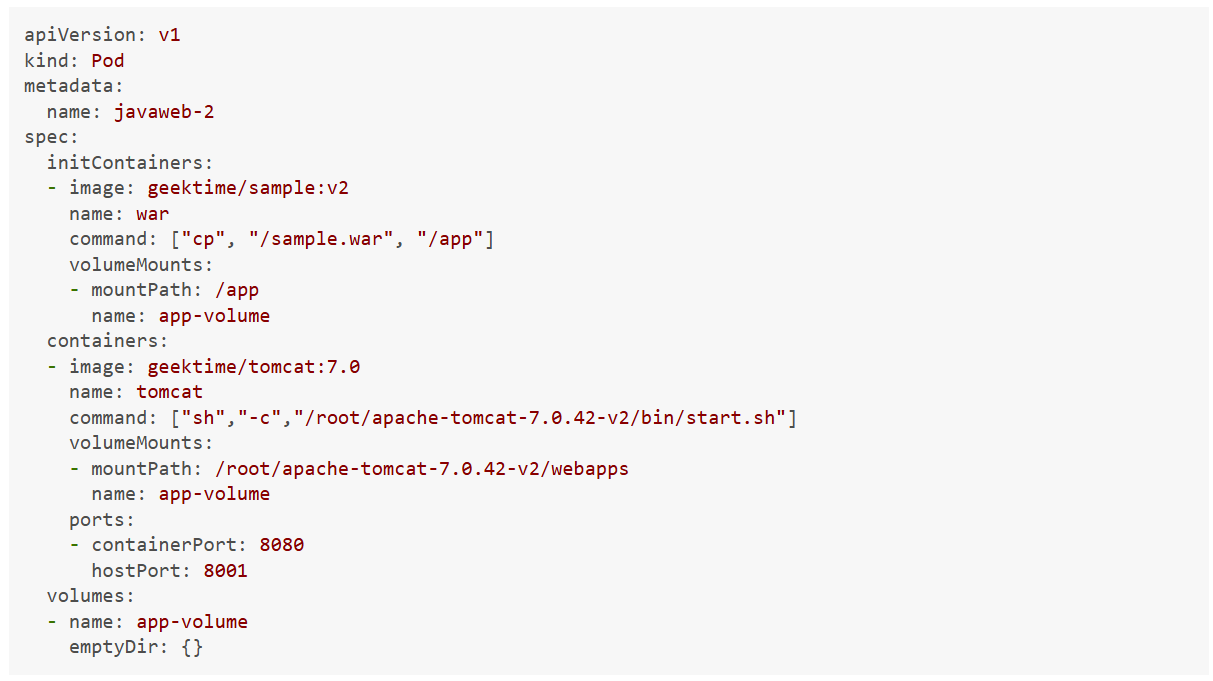 apiVersion: v1
kind: Pod
metadata:
  name: javaweb-2
spec:
  initContainers:
  - image: geektime/sample:v2
    name: war
    command: ["cp", "/sample.war", "/app"]
    volumeMounts:
    - mountPath: /app
      name: app-volume
  containers:
  - image: geektime/tomcat:7.0
    name: tomcat
    command: ["sh","-c","/root/apache-tomcat-7.0.42-v2/bin/start.sh"]
    volumeMounts:
    - mountPath: /root/apache-tomcat-7.0.42-v2/webapps
      name: app-volume
    ports:
    - containerPort: 8080
      hostPort: 8001
  volumes:
  - name: app-volume
    emptyDir: {}